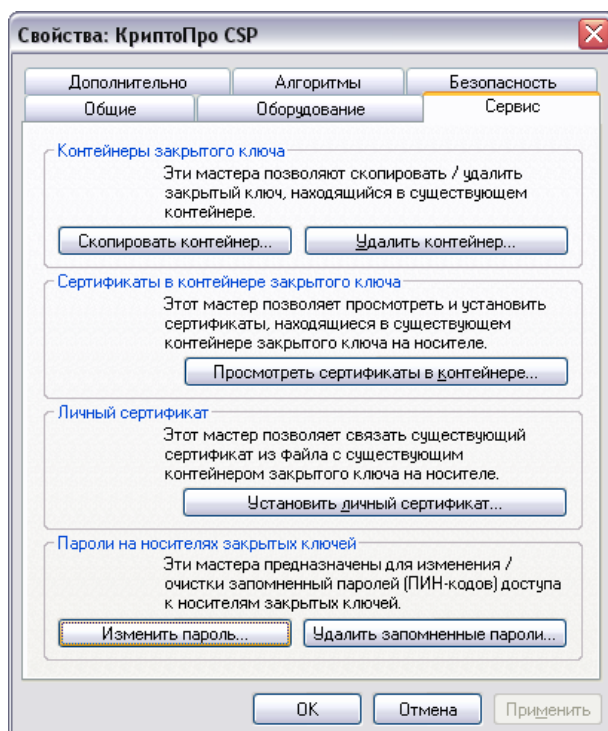 Свойства: КриптоПро CSP
Дополнительно
Алгоритмы
Безопасность
Общие
Оборудование
Сервис
Контейнеры закрытого ключа
Эти мастера позволяют скопировать / удалить
закрытый ключ, находящийся в существующем
контейнере.
Скопировать контейнер...
Удалить контейнер...
Сертификаты в контейнере закрытого ключа
Этот мастер позволяет просмотреть и установить
сертификаты, находящиеся в существующем
контейнере закрытого ключа на носителе.
Просмотреть сертификаты в контейнере...
Личный сертификат
Этот мастер позволяет связать существующий
сертификат из файла с существующим
контейнером закрытого ключа на носителе.
Установить личный сертификат...
Пароли на носителях закрытых ключей
Эти мастера предназначены для изменения /
очистки запомненный паролей (ПИН-кодов) доступа
к носителям закрытых ключей.
Изменить пароль...
Удалить запомненные пароли...
OK
Отмена
Применить